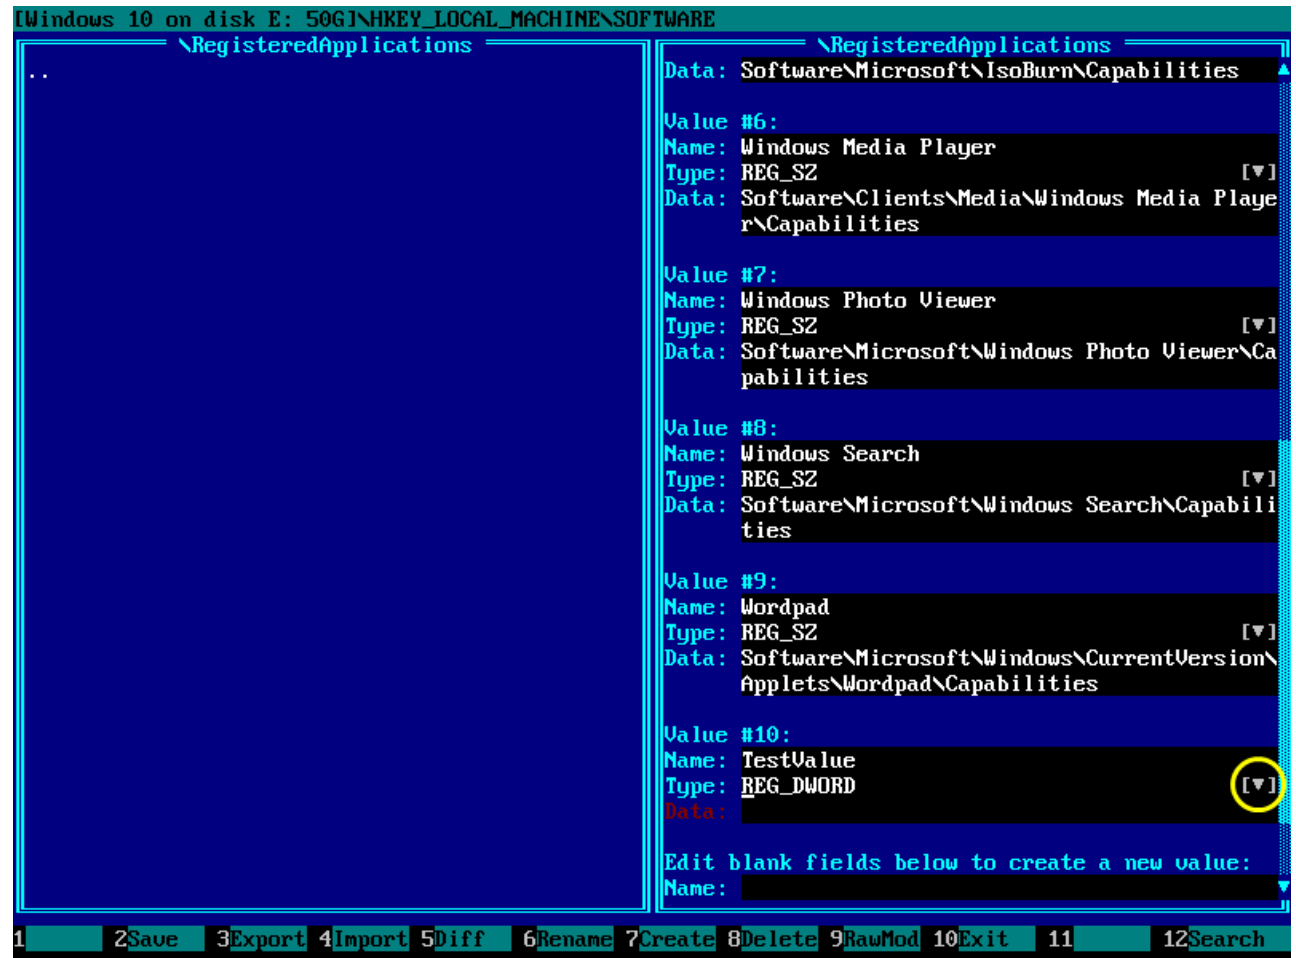 [Windows 10 on disk E: 50G]\HKEY_LOCAL_MACHINE\SOFTWARE
\RegisteredApplications
..
\RegisteredApplications
Data: Software\Microsoft\IsoBurn\Capabilities
Value #6:
Name: Windows Media Player
Type: REG_SZ [▼]
Data: Software\Clients\Media\Windows Media Playe
r\Capabilities
Value #7:
Name: Windows Photo Viewer
Type: REG_SZ [▼]
Data: Software\Microsoft\Windows Photo Viewer\Ca
pabilities
Value #8:
Name: Windows Search
Type: REG_SZ [▼]
Data: Software\Microsoft\Windows Search\Capabili
ties
Value #9:
Name: Wordpad
Type: REG_SZ [▼]
Data: Software\Microsoft\Windows\CurrentVersion\
Applets\Wordpad\Capabilities
Value #10:
Name: TestValue
Type: REG_DWORD [▼]
Data:
Edit blank fields below to create a new value:
Name:
1 2Save 3Export 4Import 5Diff 6Rename 7Create 8Delete 9RawMod 10Exit 11 12Search